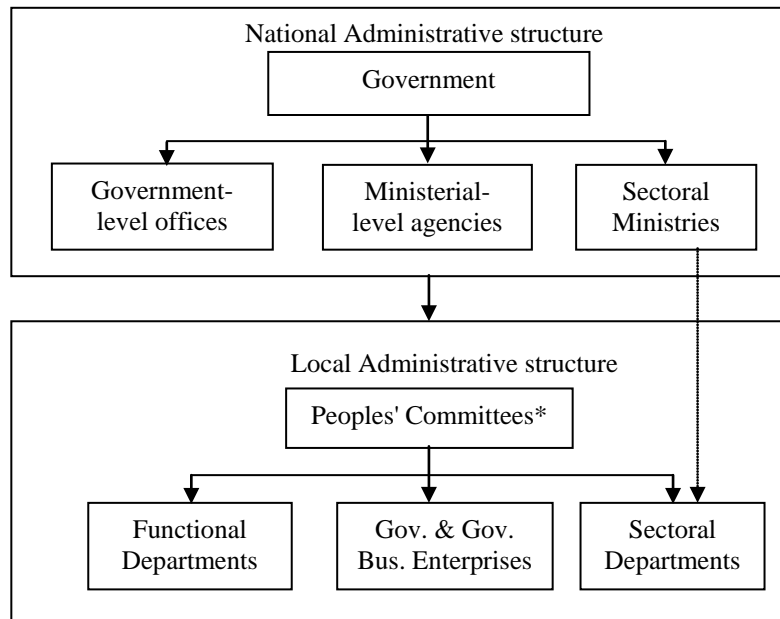 National Administrative structure
Government
Government-
level offices
Ministerial-
level agencies
Sectoral
Ministries
Local Administrative structure
Peoples' Committees*
Functional
Departments
Gov. & Gov.
Bus. Enterprises
Sectoral
Departments